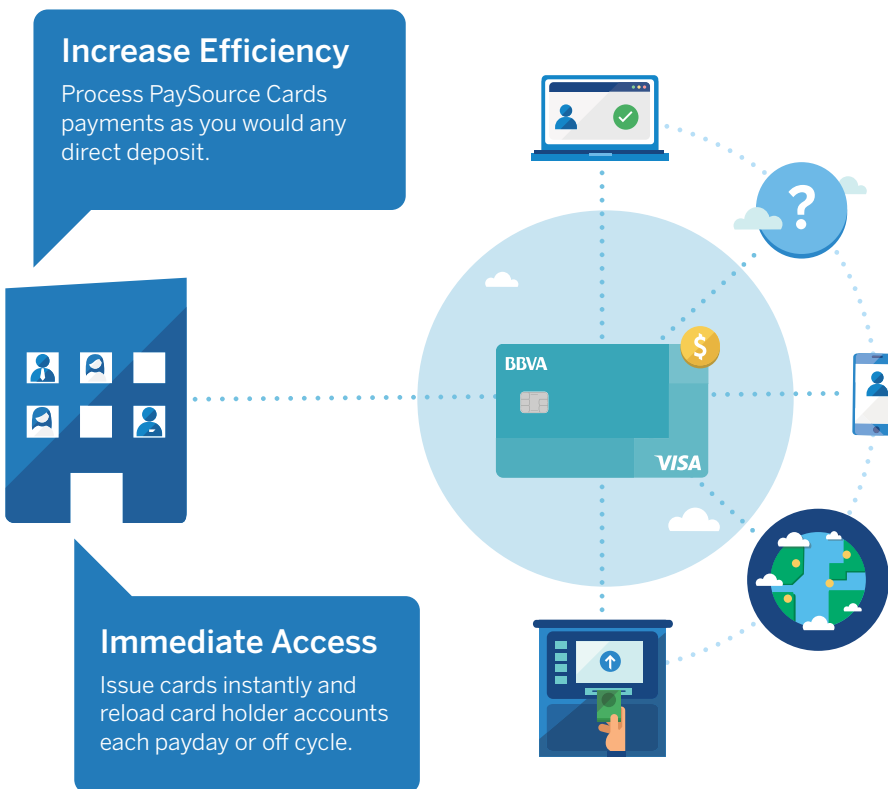 Increase Efficiency
Process PaySource Cards
payments as you would any
direct deposit.
?
$
BBVA
VISA
Immediate Access
Issue cards instantly and
reload card holder accounts
each payday or off cycle.